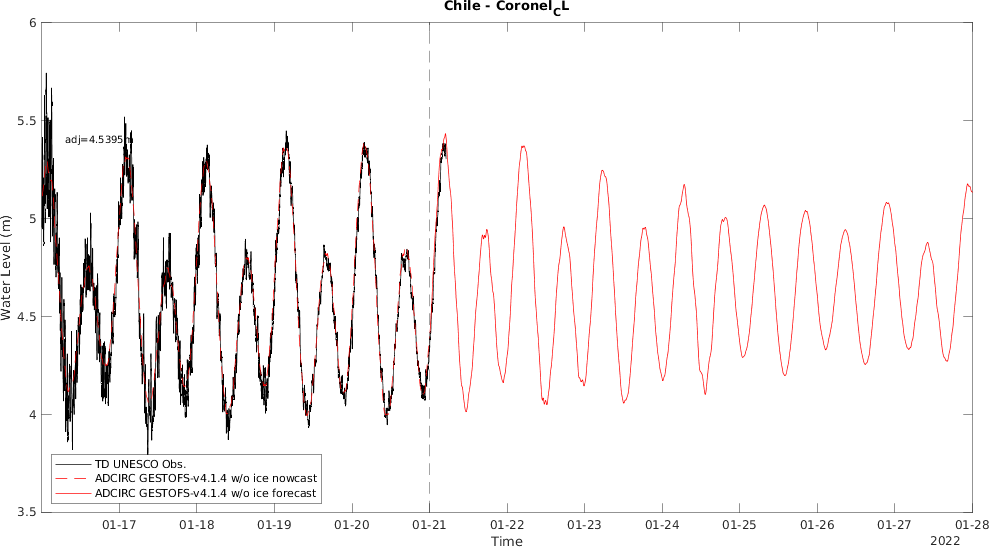 Chile - Coronel_CL
6
5.5
5
4.5
4
3.5
Water Level (m)
adj=4.5395m
TD UNESCO Obs.
ADCIRC GESTOFS-v4.1.4 w/o ice nowcast
ADCIRC GESTOFS-v4.1.4 w/o ice forecast
01-17 01-18 01-19 01-20 01-21 01-22 01-23 01-24 01-25 01-26 01-27 01-28
Time
2022